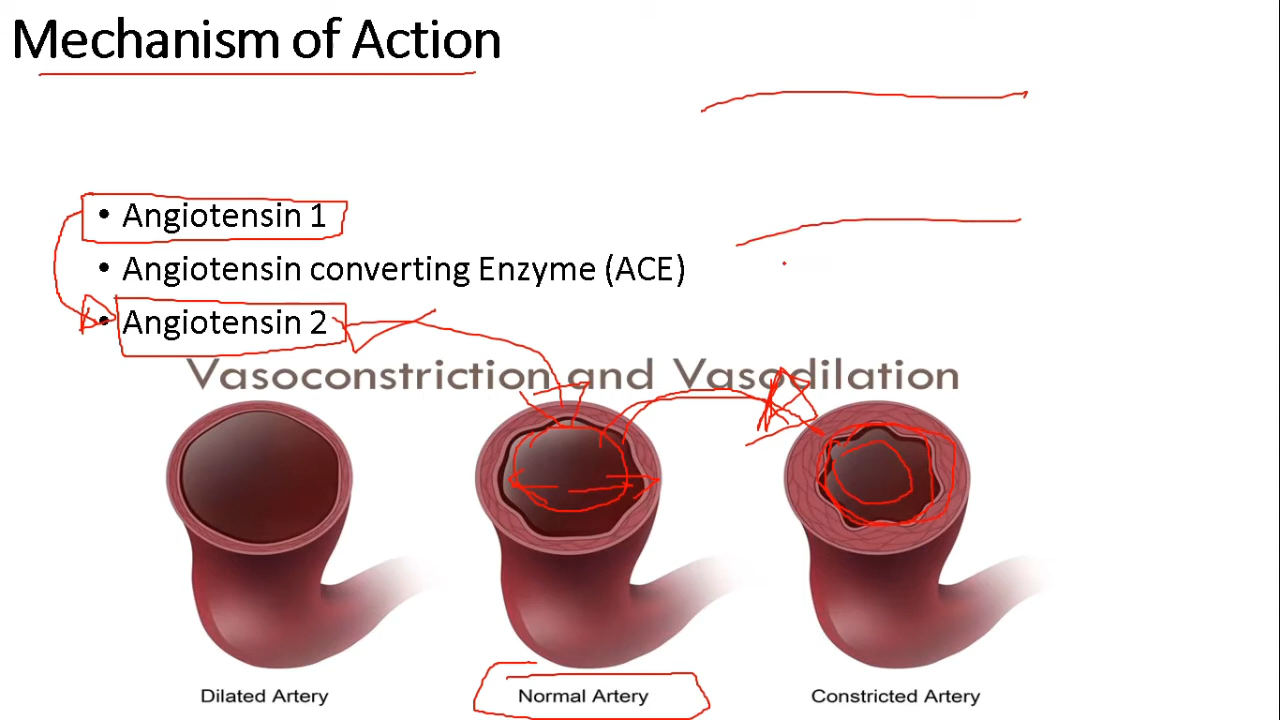 Mechanism of Action
• Angiotensin 1
• Angiotensin converting Enzyme (ACE)
• Angiotensin 2
Vasoconstriction and Vasodilation
Dilated Artery
Normal Artery
Constricted Artery